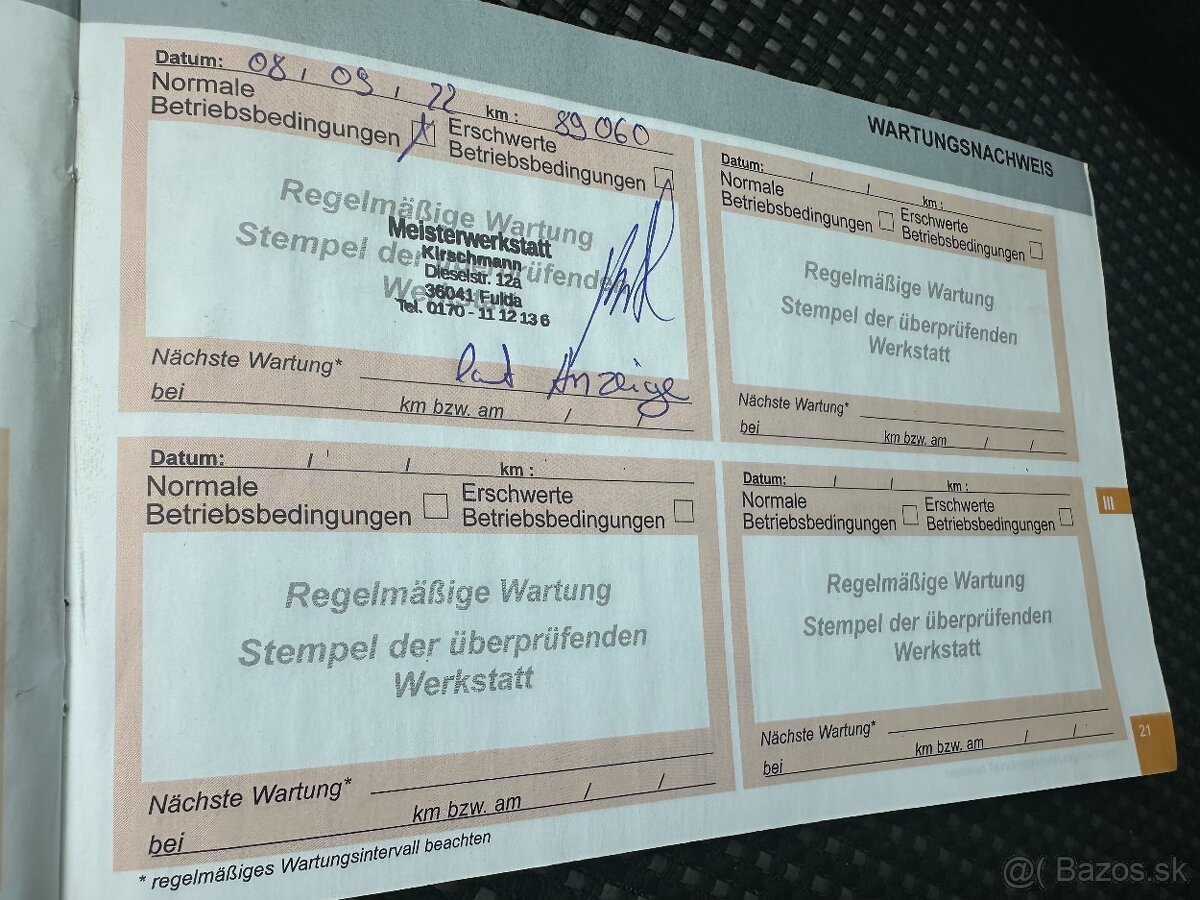 WARTUNGSNACHWEIS
Datum: 08 / 09 / 22 km : 89 060
Normale Betriebsbedingungen
Erschwerte Betriebsbedingungen
Regelmäßige Wartung
Stempel der überprüfenden
Werkstatt
Meisterwerkstatt
Kirschmann
Dieselstr. 12a
36041 Fulda
Tel. 0170 - 11 12 13 6
Nächste Wartung* laut Anzeige
bei km bzw. am / /
Datum: / / km :
Normale Betriebsbedingungen
Erschwerte Betriebsbedingungen
Regelmäßige Wartung
Stempel der überprüfenden
Werkstatt
Nächste Wartung*
bei km bzw. am / /
Datum: / / km :
Normale Betriebsbedingungen
Erschwerte Betriebsbedingungen
Regelmäßige Wartung
Stempel der überprüfenden
Werkstatt
Nächste Wartung*
bei km bzw. am / /
Datum: / / km :
Normale Betriebsbedingungen
Erschwerte Betriebsbedingungen
Regelmäßige Wartung
Stempel der überprüfenden
Werkstatt
Nächste Wartung*
bei km bzw. am / /
* regelmäßiges Wartungsintervall beachten
III
21
@( Bazos.sk